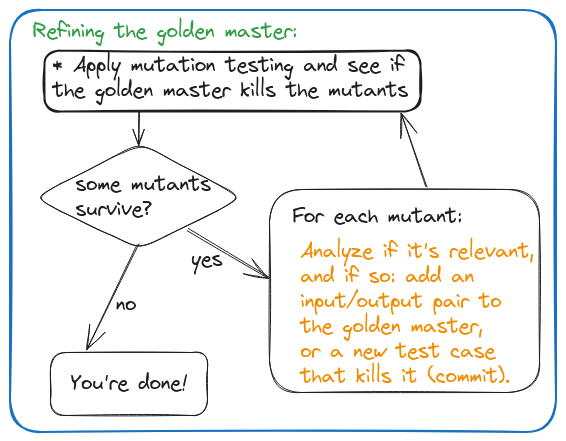 Refining the golden master:
* Apply mutation testing and see if
the golden master kills the mutants
some mutants
survive?
yes
no
You're done!
For each mutant:
Analyze if it's relevant,
and if so: add an
input/output pair to
the golden master,
or a new test case
that kills it (commit).